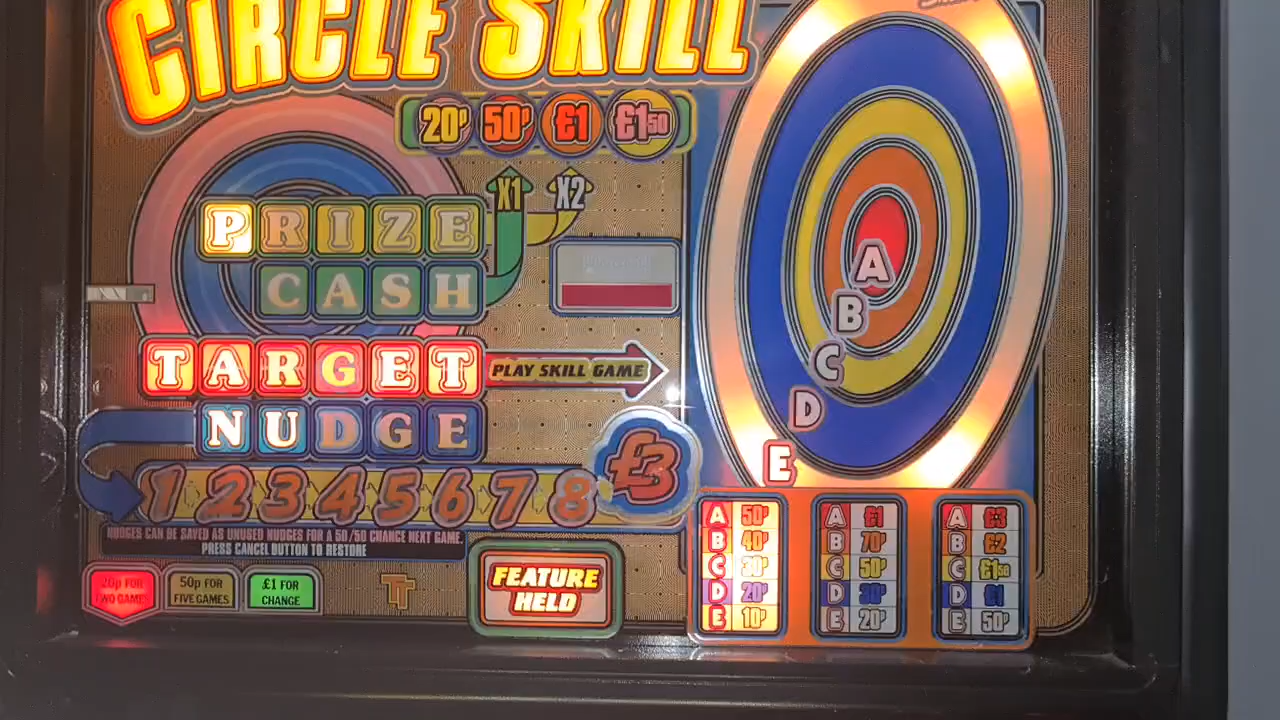 CIRCLE SKILL
20P 50P £1 £1.50
X1 X2
PRIZE
CASH
TARGET
PLAY SKILL GAME
NUDGE
1 2 3 4 5 6 7 8 £3
NUDGES CAN BE SAVED AS UNUSED NUDGES FOR A 50/50 CHANGE NEXT GAME.
PRESS CANCEL BUTTON TO RESTORE
20p FOR
TWO GAMES
50p FOR
FIVE GAMES
£1 FOR
CHANGE
FEATURE
HELD
A
B
C
D
E
A 50P
B 40P
C 30P
D 20P
E 10P
A £1
B 70P
C 50P
D 30P
E 20P
A £3
B £2
C £1.50
D £1
E 50P